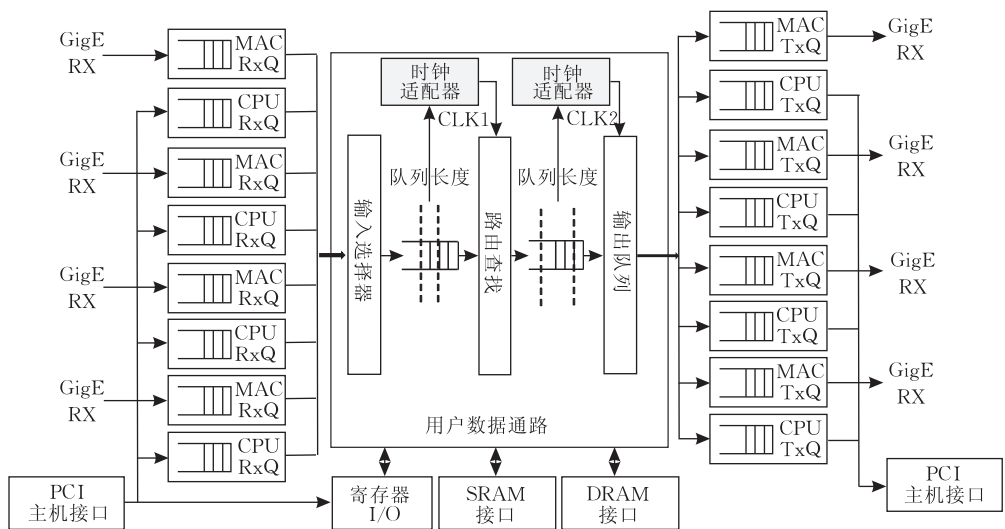 GigE
RX
MAC
RxQ
CPU
RxQ
GigE
RX
MAC
RxQ
CPU
RxQ
GigE
RX
MAC
RxQ
CPU
RxQ
GigE
RX
MAC
RxQ
CPU
RxQ
PCI
主机接口
时钟
适配器
时钟
适配器
CLK1
CLK2
队列长度
队列长度
输入选择器
路由查找
输出队列
用户数据通路
寄存器
I/O
SRAM
接口
DRAM
接口
MAC
TxQ
GigE
RX
CPU
TxQ
MAC
TxQ
GigE
RX
CPU
TxQ
MAC
TxQ
GigE
RX
CPU
TxQ
MAC
TxQ
GigE
RX
CPU
TxQ
PCI
主机接口